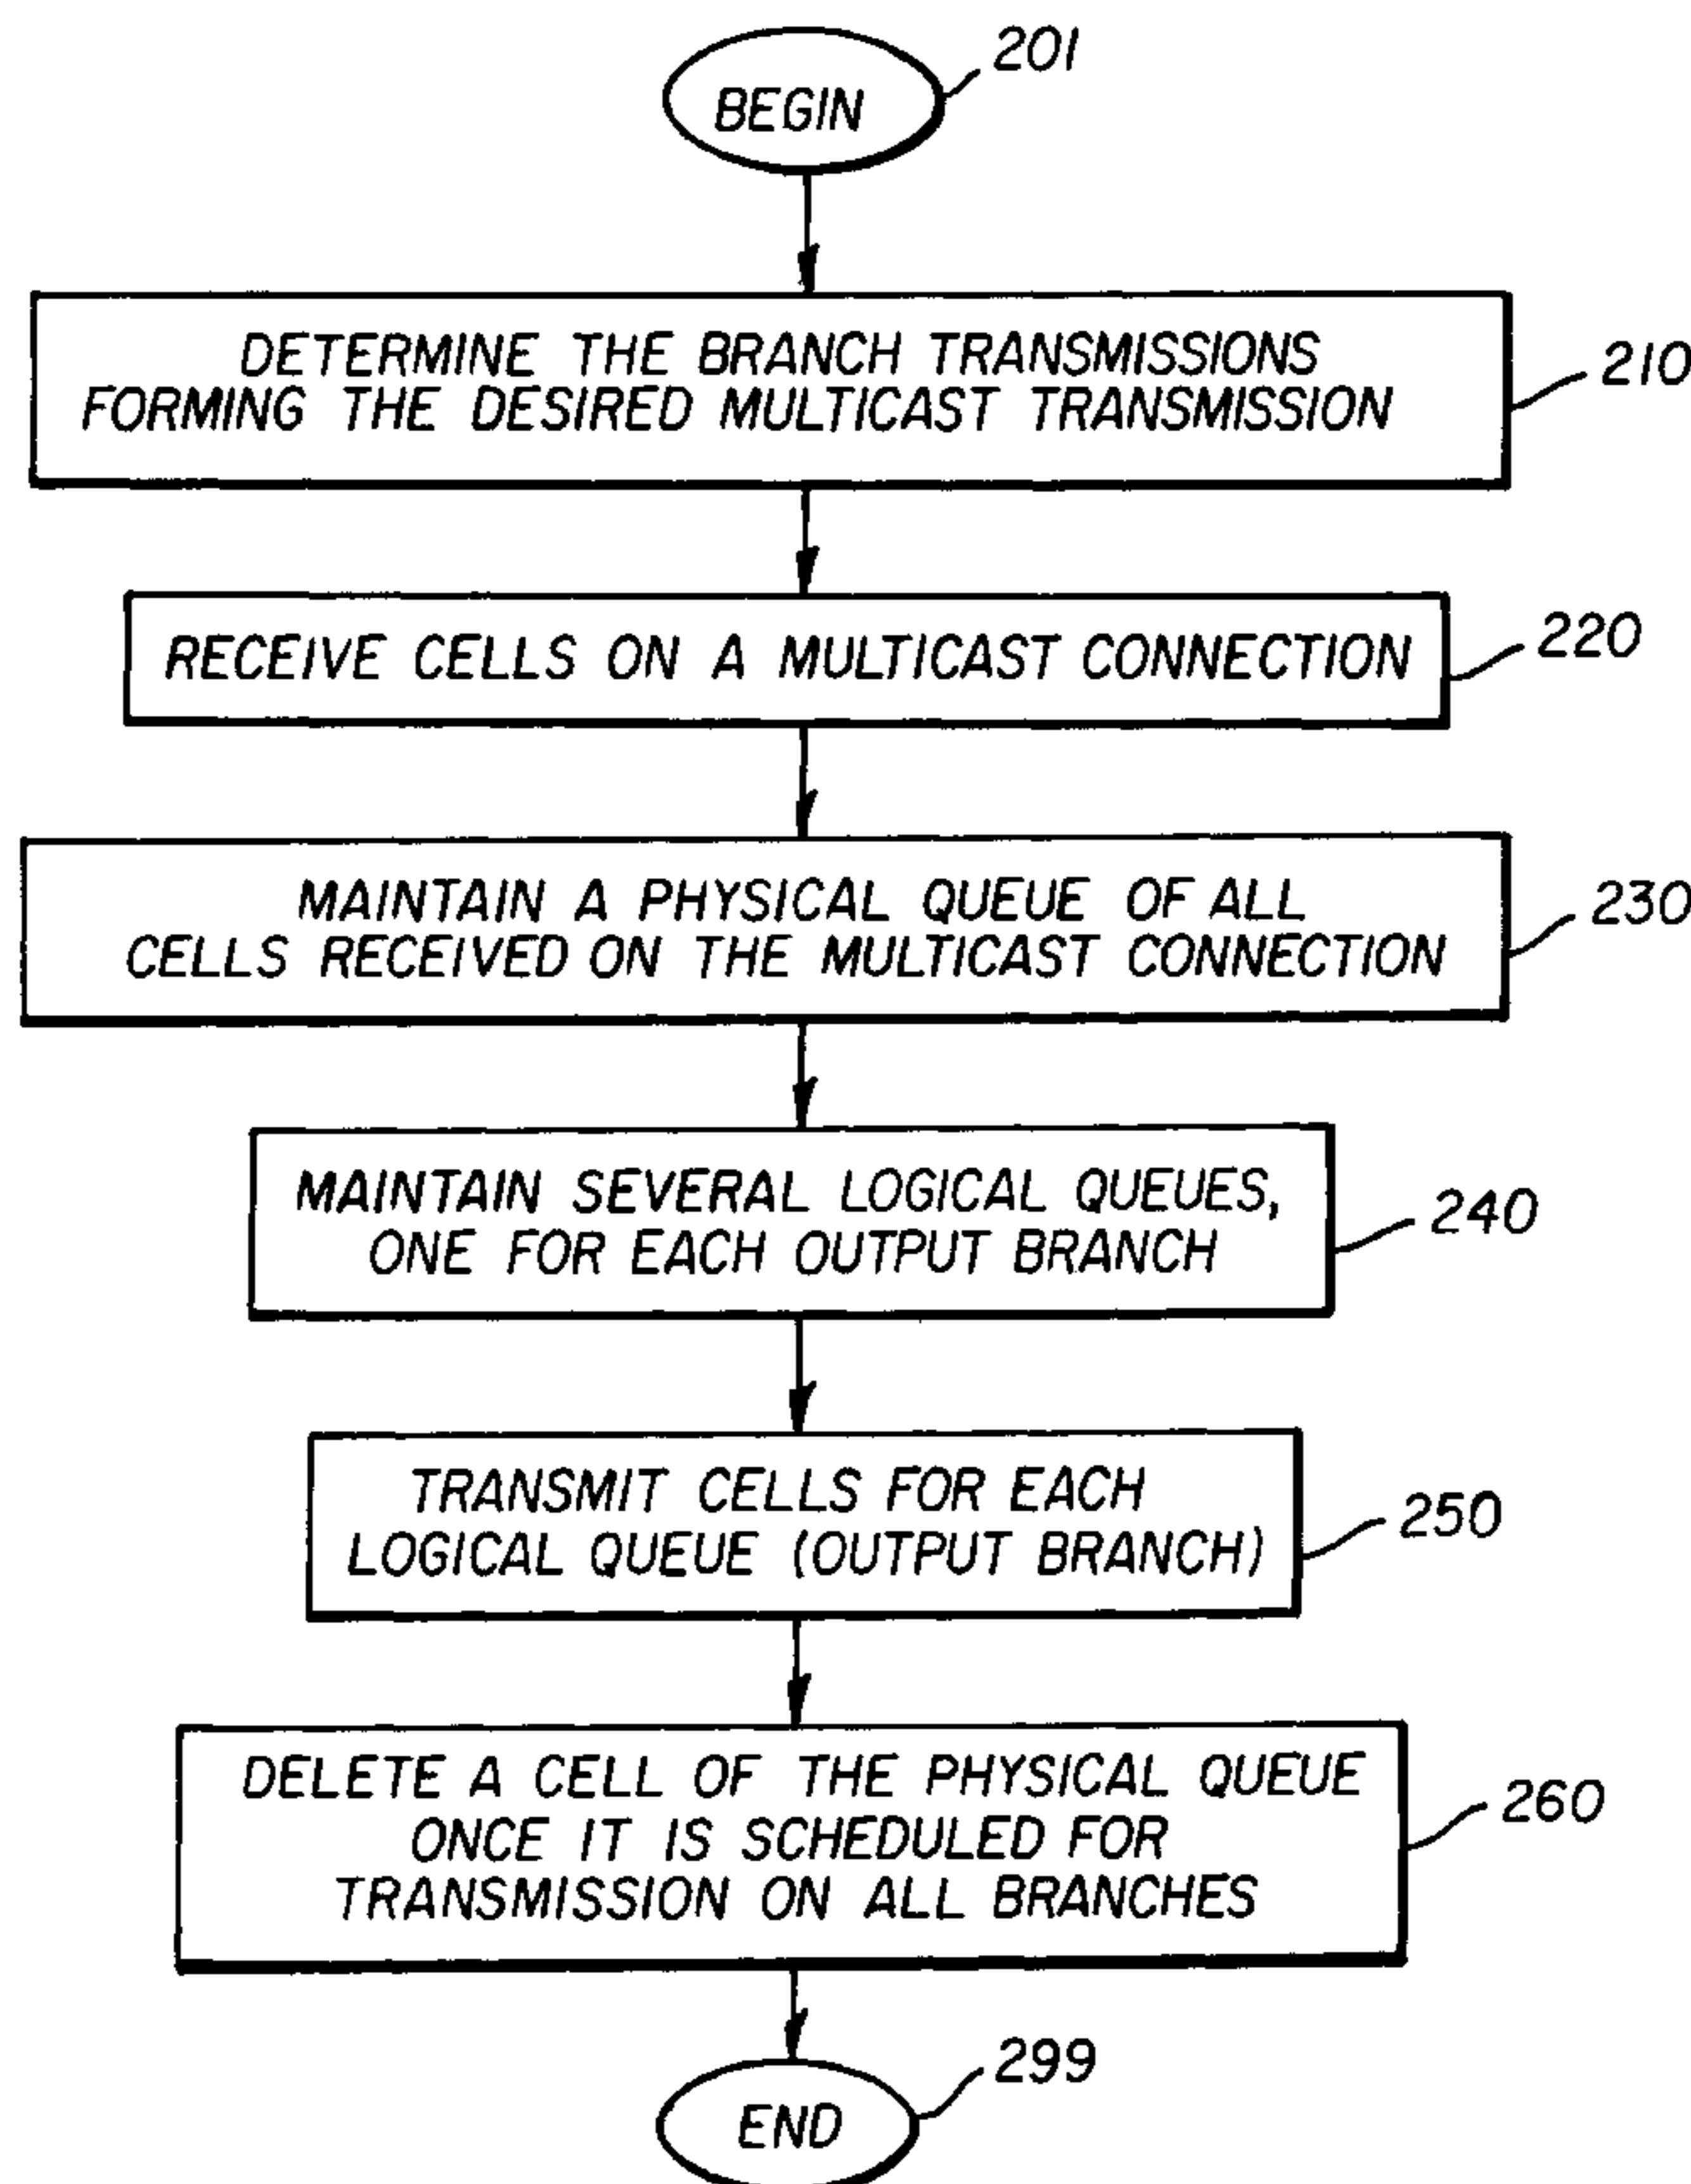 BEGIN
201
DETERMINE THE BRANCH TRANSMISSIONS
FORMING THE DESIRED MULTICAST TRANSMISSION
210
RECEIVE CELLS ON A MULTICAST CONNECTION
220
MAINTAIN A PHYSICAL QUEUE OF ALL
CELLS RECEIVED ON THE MULTICAST CONNECTION
230
MAINTAIN SEVERAL LOGICAL QUEUES,
ONE FOR EACH OUTPUT BRANCH
240
TRANSMIT CELLS FOR EACH
LOGICAL QUEUE (OUTPUT BRANCH)
250
DELETE A CELL OF THE PHYSICAL QUEUE
ONCE IT IS SCHEDULED FOR
TRANSMISSION ON ALL BRANCHES
260
END
299